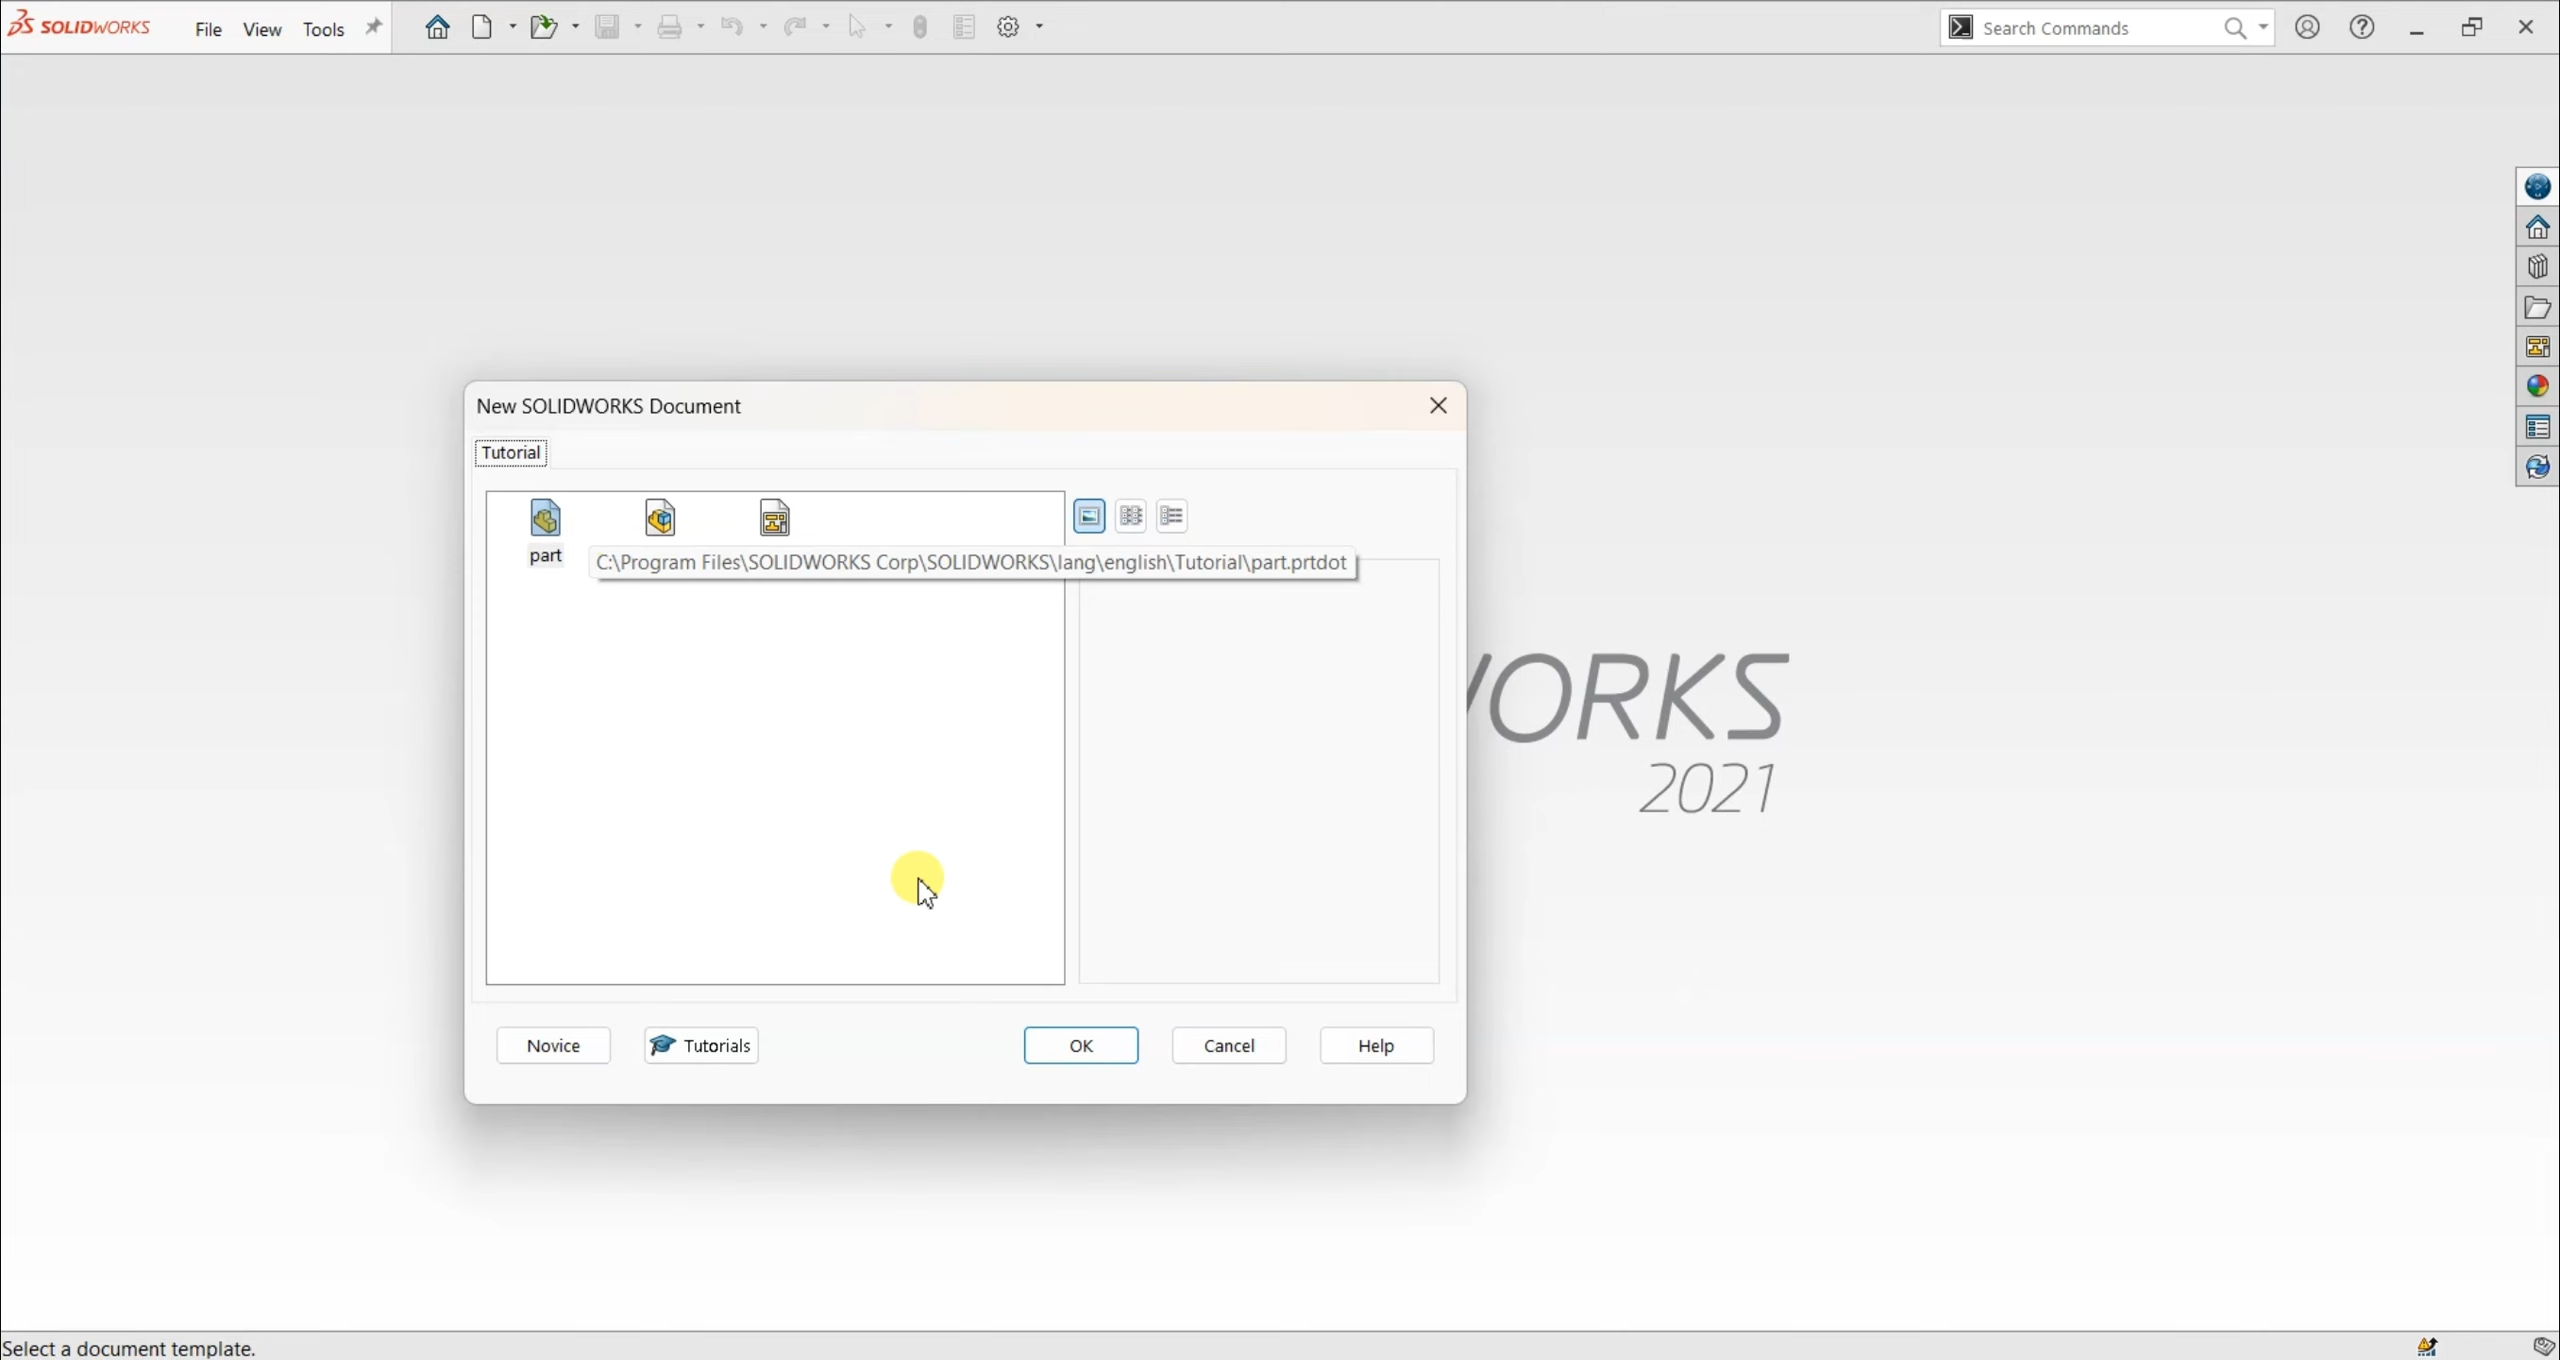 SOLIDWORKS File View Tools Search Commands
New SOLIDWORKS Document
Tutorial
part
C:\Program Files\SOLIDWORKS Corp\SOLIDWORKS\lang\english\Tutorial\part.prtdot
WORKS
2021
Novice Tutorials OK Cancel Help
Select a document template.